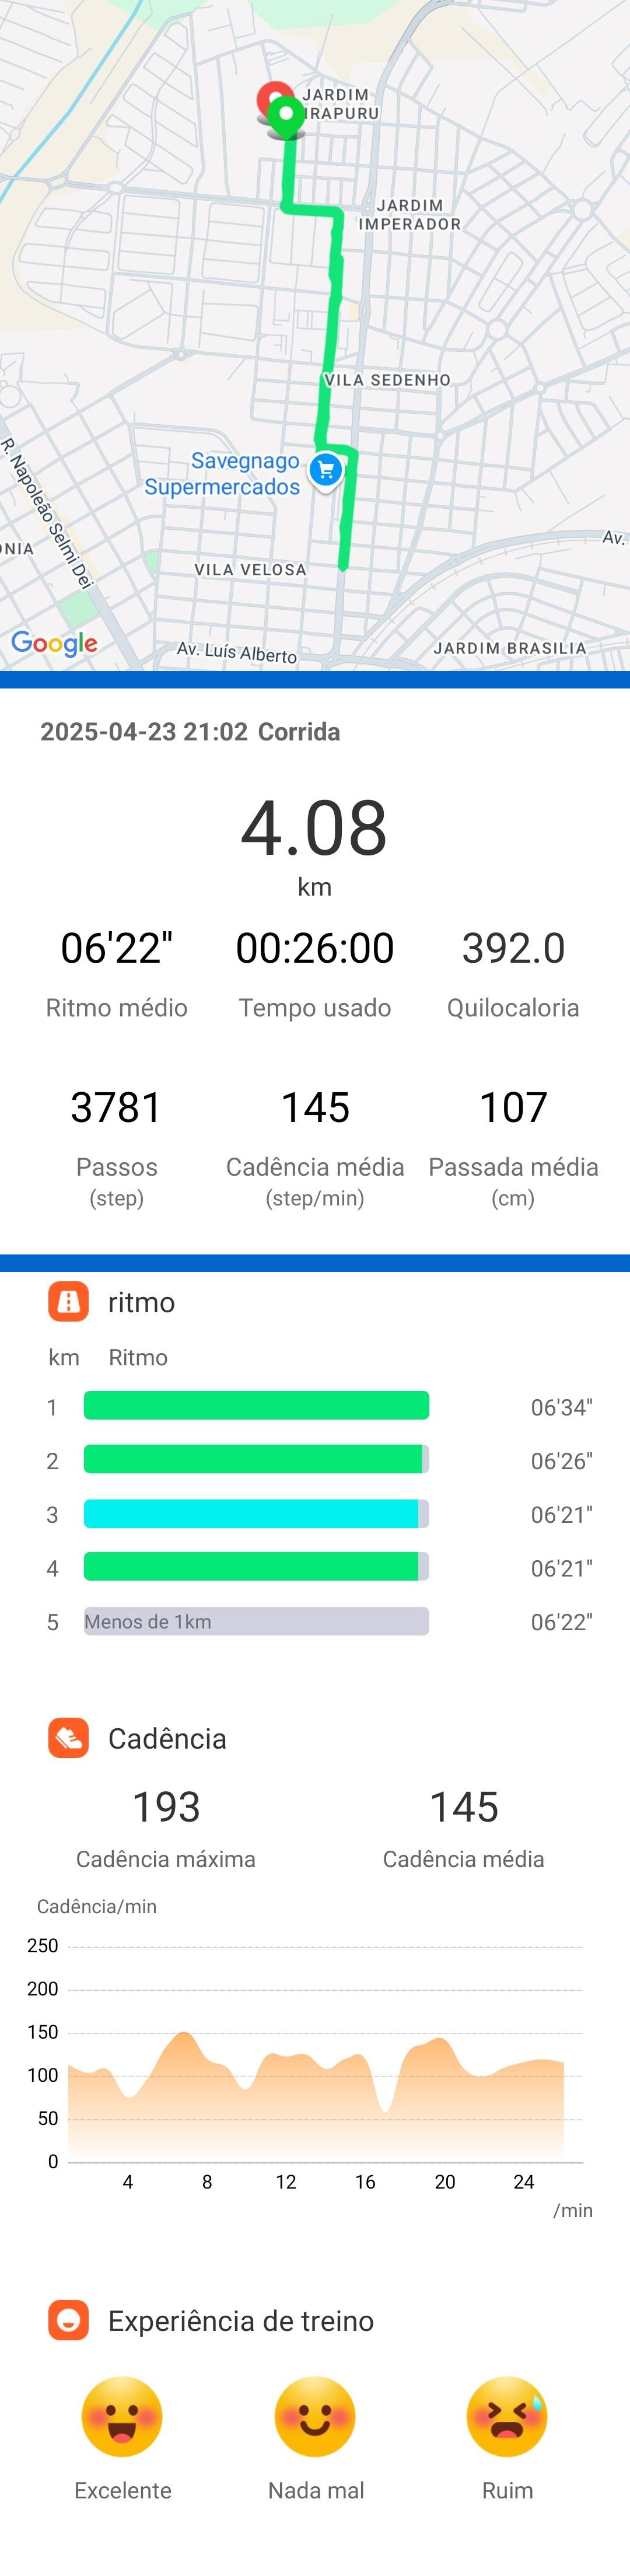 JARDIM
IRAPURU
JARDIM
IMPERADOR
VILA SEDENHO
Savegnago
Supermercados
R. Napoleão Selmi Dei
ONIA
Av.
VILA VELOSA
Google
Av. Luís Alberto
JARDIM BRASILIA
2025-04-23 21:02 Corrida
4.08
km
06'22" 00:26:00 392.0
Ritmo médio Tempo usado Quilocaloria
3781 145 107
Passos Cadência média Passada média
(step) (step/min) (cm)
ritmo
km Ritmo
1 06'34"
2 06'26"
3 06'21"
4 06'21"
5 Menos de 1km 06'22"
Cadência
193 145
Cadência máxima Cadência média
Cadência/min
250
200
150
100
50
0
4 8 12 16 20 24
/min
Experiência de treino
Excelente Nada mal Ruim